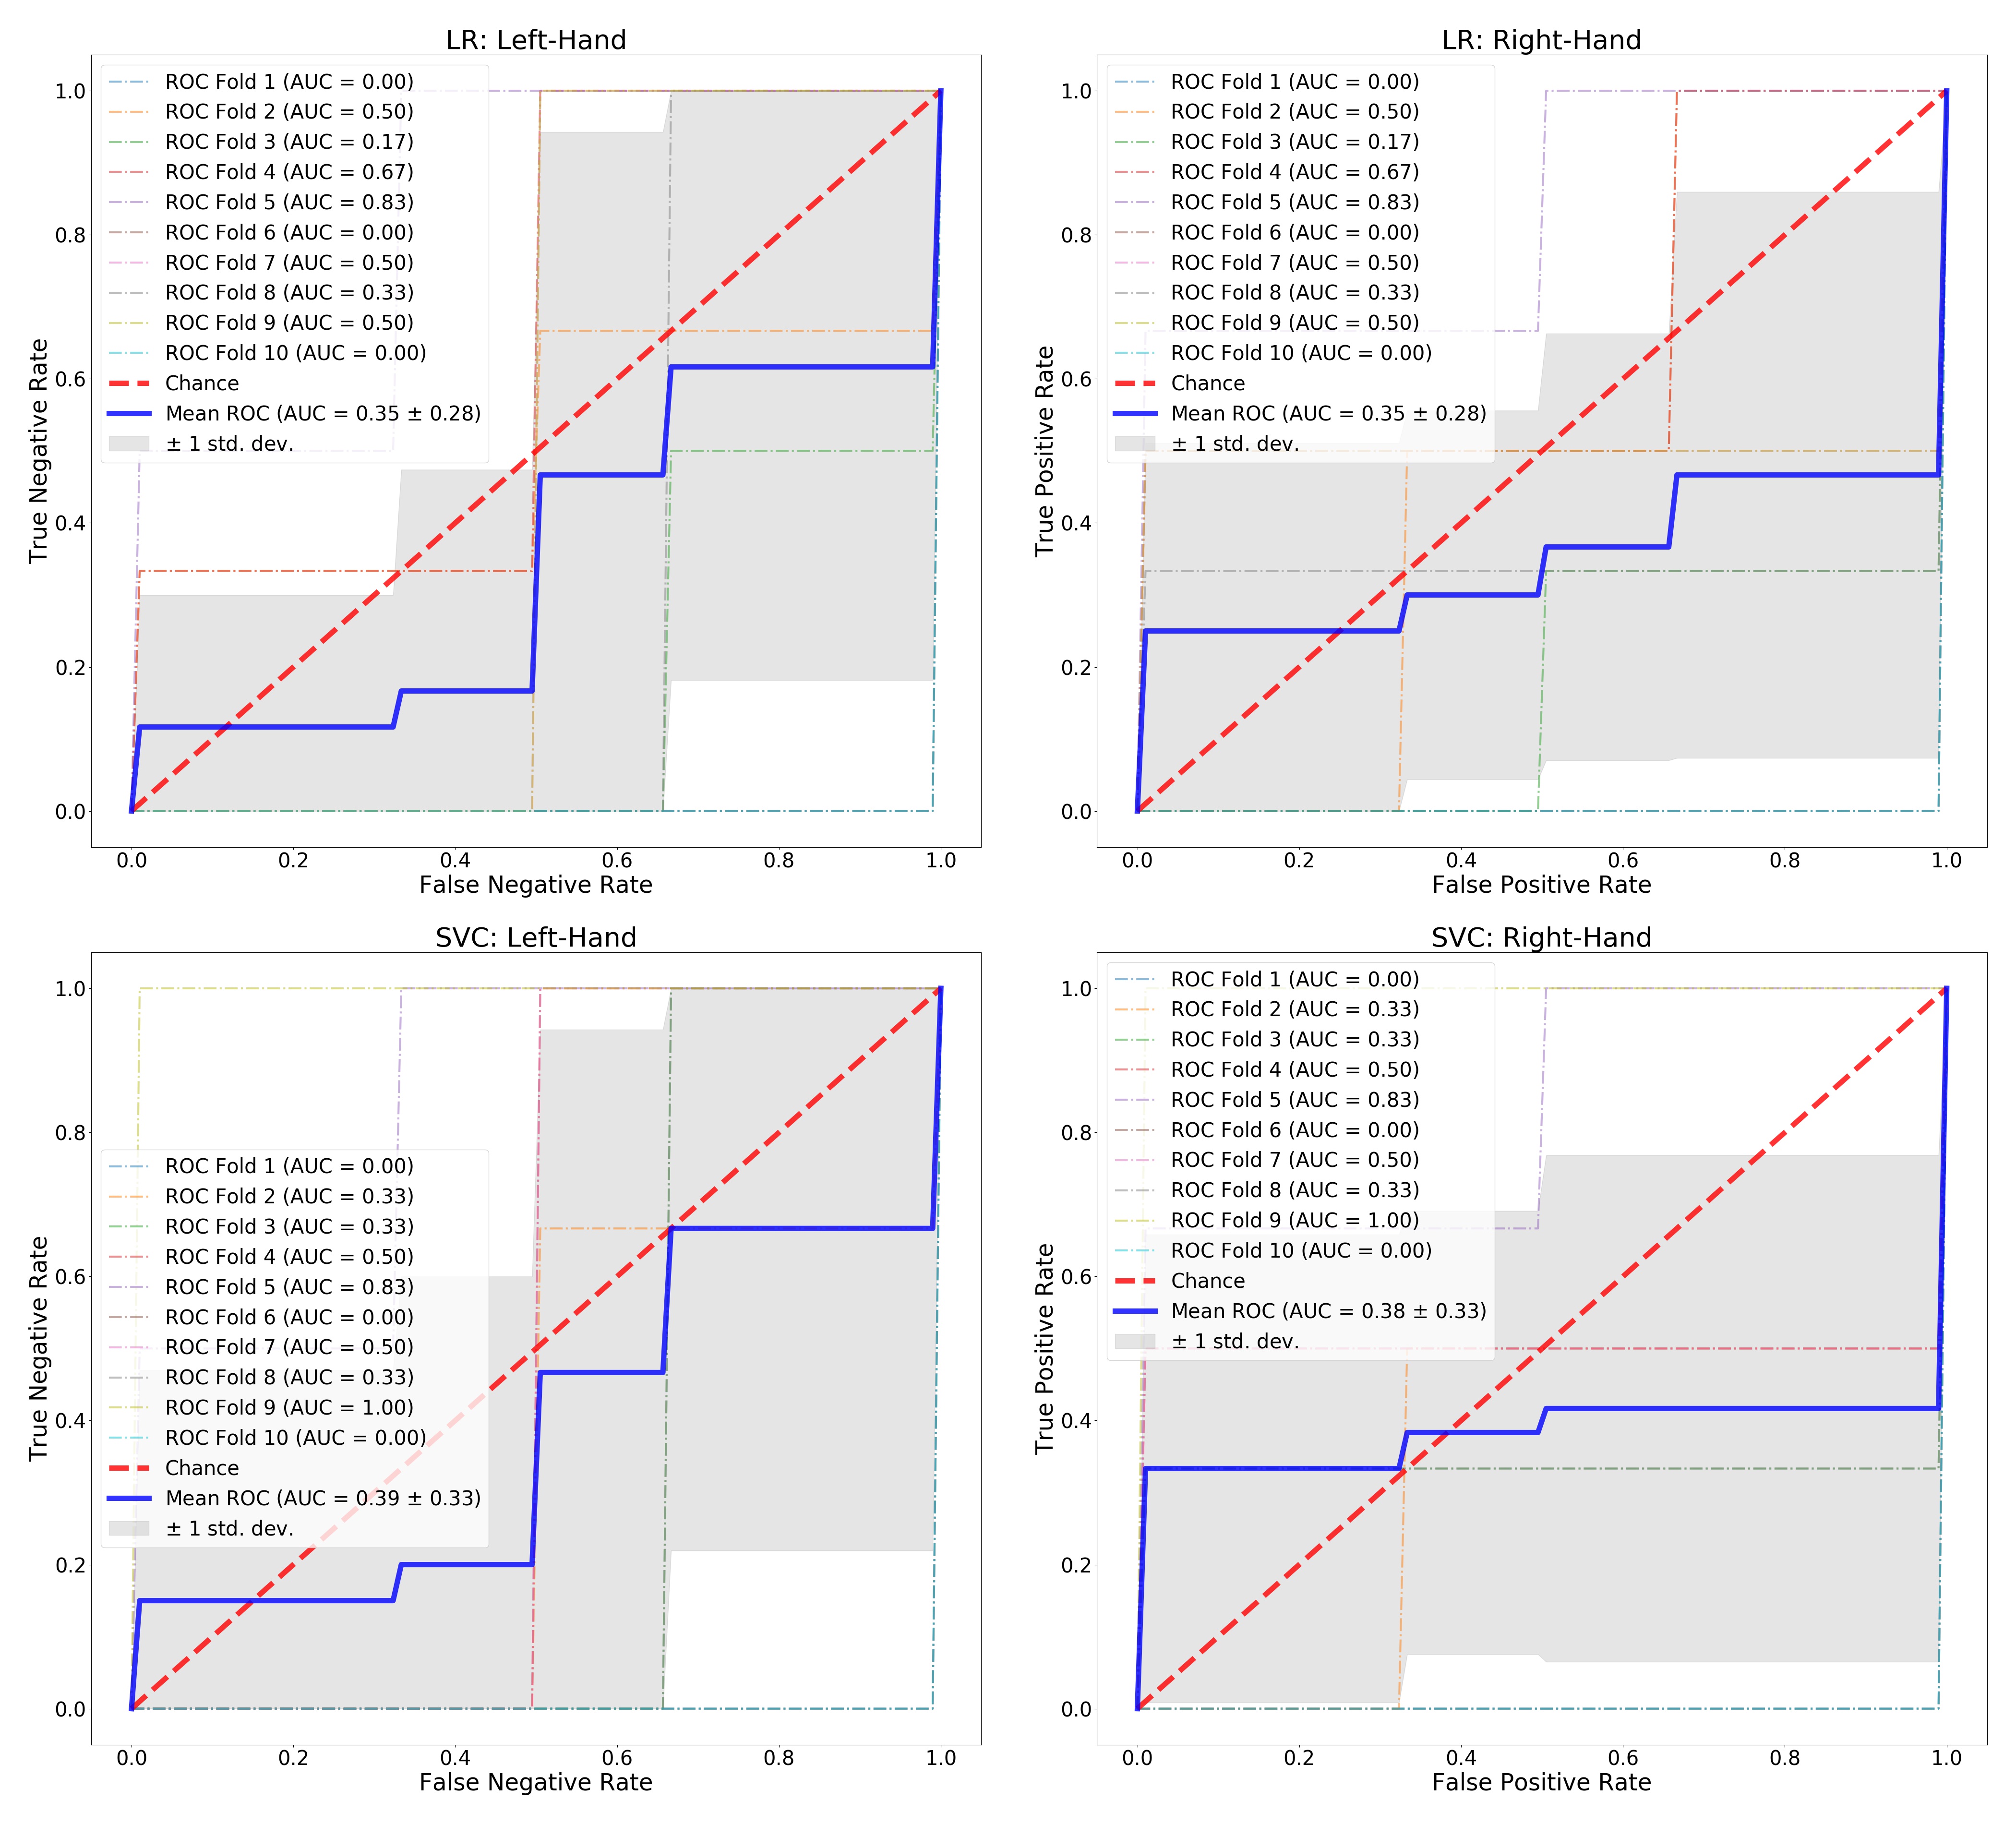 LR: Left-Hand
True Negative Rate
1.0
0.8
0.6
0.4
0.2
0.0
ROC Fold 1 (AUC = 0.00)
ROC Fold 2 (AUC = 0.50)
ROC Fold 3 (AUC = 0.17)
ROC Fold 4 (AUC = 0.67)
ROC Fold 5 (AUC = 0.83)
ROC Fold 6 (AUC = 0.00)
ROC Fold 7 (AUC = 0.50)
ROC Fold 8 (AUC = 0.33)
ROC Fold 9 (AUC = 0.50)
ROC Fold 10 (AUC = 0.00)
Chance
Mean ROC (AUC = 0.35 ± 0.28)
± 1 std. dev.
0.0 0.2 0.4 0.6 0.8 1.0
False Negative Rate
LR: Right-Hand
True Positive Rate
1.0
0.8
0.6
0.4
0.2
0.0
ROC Fold 1 (AUC = 0.00)
ROC Fold 2 (AUC = 0.50)
ROC Fold 3 (AUC = 0.17)
ROC Fold 4 (AUC = 0.67)
ROC Fold 5 (AUC = 0.83)
ROC Fold 6 (AUC = 0.00)
ROC Fold 7 (AUC = 0.50)
ROC Fold 8 (AUC = 0.33)
ROC Fold 9 (AUC = 0.50)
ROC Fold 10 (AUC = 0.00)
Chance
Mean ROC (AUC = 0.35 ± 0.28)
± 1 std. dev.
0.0 0.2 0.4 0.6 0.8 1.0
False Positive Rate
SVC: Left-Hand
True Negative Rate
1.0
0.8
0.6
0.4
0.2
0.0
ROC Fold 1 (AUC = 0.00)
ROC Fold 2 (AUC = 0.33)
ROC Fold 3 (AUC = 0.33)
ROC Fold 4 (AUC = 0.50)
ROC Fold 5 (AUC = 0.83)
ROC Fold 6 (AUC = 0.00)
ROC Fold 7 (AUC = 0.50)
ROC Fold 8 (AUC = 0.33)
ROC Fold 9 (AUC = 1.00)
ROC Fold 10 (AUC = 0.00)
Chance
Mean ROC (AUC = 0.39 ± 0.33)
± 1 std. dev.
0.0 0.2 0.4 0.6 0.8 1.0
False Negative Rate
SVC: Right-Hand
True Positive Rate
1.0
0.8
0.6
0.4
0.2
0.0
ROC Fold 1 (AUC = 0.00)
ROC Fold 2 (AUC = 0.33)
ROC Fold 3 (AUC = 0.33)
ROC Fold 4 (AUC = 0.50)
ROC Fold 5 (AUC = 0.83)
ROC Fold 6 (AUC = 0.00)
ROC Fold 7 (AUC = 0.50)
ROC Fold 8 (AUC = 0.33)
ROC Fold 9 (AUC = 1.00)
ROC Fold 10 (AUC = 0.00)
Chance
Mean ROC (AUC = 0.38 ± 0.33)
± 1 std. dev.
0.0 0.2 0.4 0.6 0.8 1.0
False Positive Rate